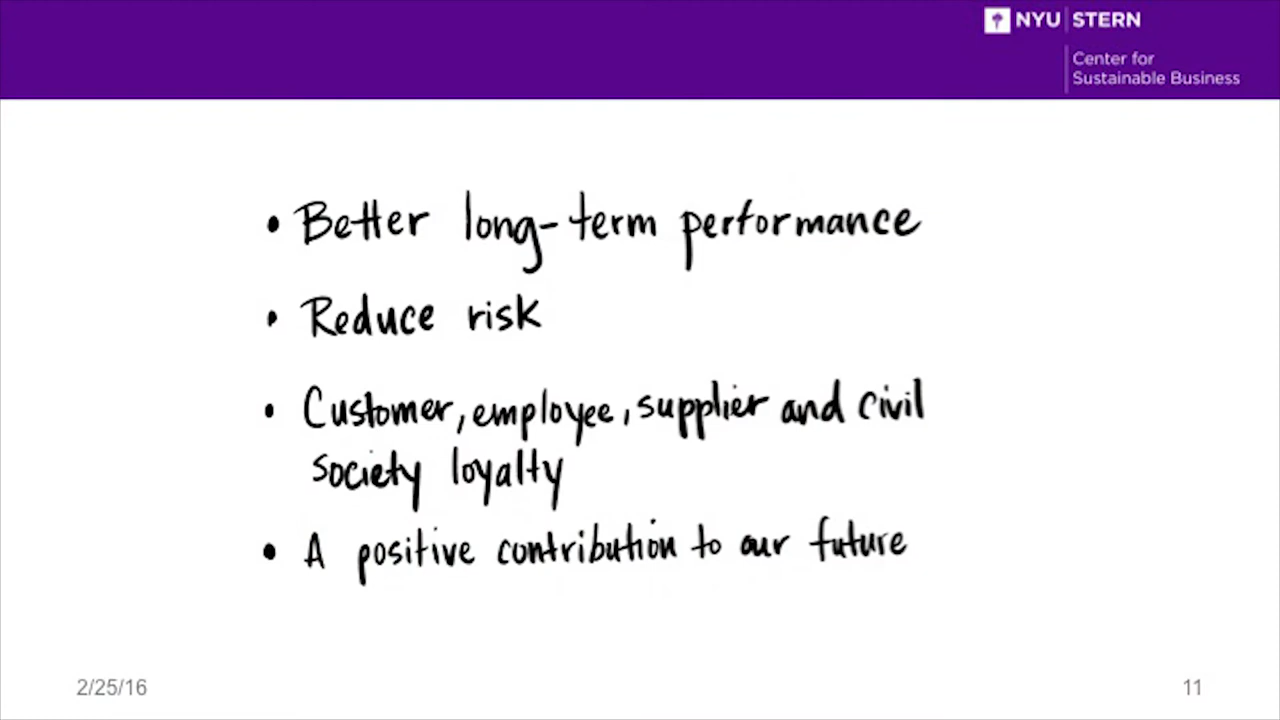 NYU STERN
Center for
Sustainable Business
• Better long-term performance
• Reduce risk
• Customer, employee, supplier and civil
society loyalty
• A positive contribution to our future
2/25/16
11